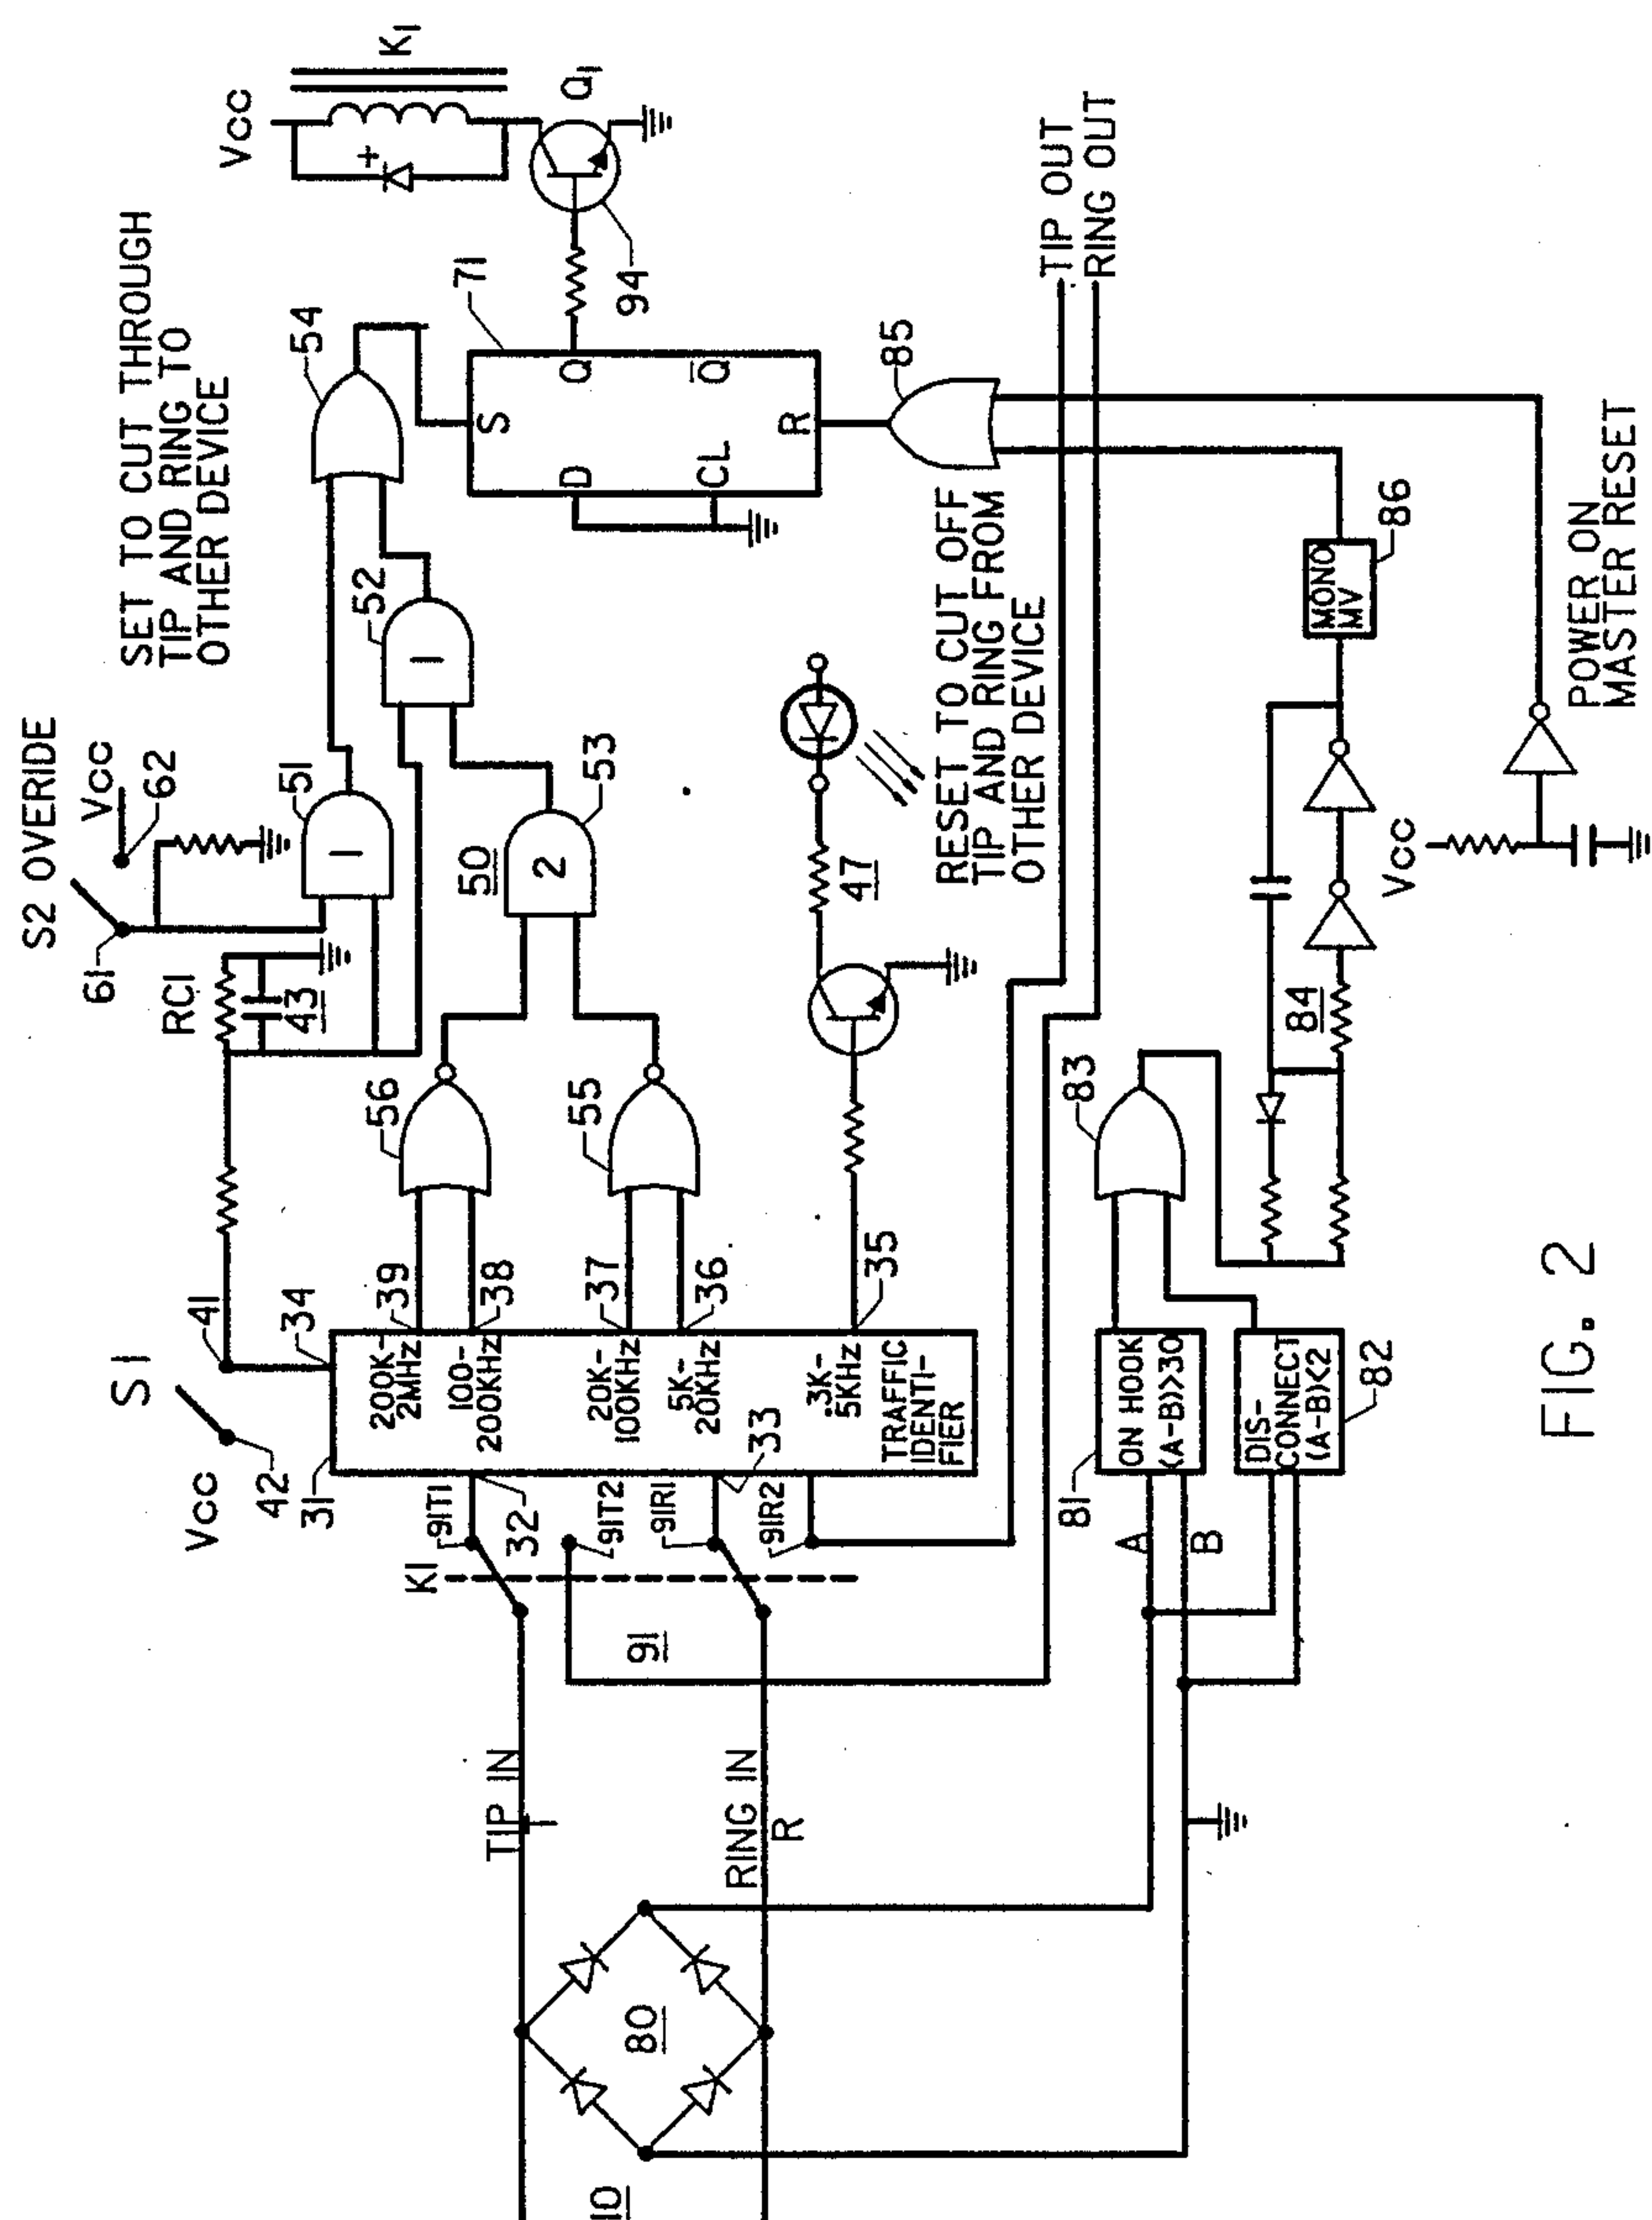 S2 OVERRIDE
Vcc
62
61
51
1
RC1
43
SET TO CUT THROUGH
TIP AND RING TO
OTHER DEVICE
54
52
1
50
2
53
Vcc
K1
Q1
94
71
S
D
Q
CL
Q̅
R
S1
41
34
Vcc
42
31
200K-
2MHz
39
100-
200KHz
38
20K-
100KHz
37
5K-
20KHz
36
.3K-
5KHz
35
TRAFFIC
IDENTI-
FIER
56
55
47
K1
91T1
32
91T2
91R1
33
91R2
91
TIP IN
T
RING IN
R
80
10
RESET TO CUT OFF
TIP AND RING FROM
OTHER DEVICE
85
TIP OUT
RING OUT
81
A
B
ON HOOK
(A-B)>30
DIS-
CONNECT
(A-B)<2
82
83
84
MONO
MV
86
Vcc
POWER ON
MASTER RESET
FIG. 2